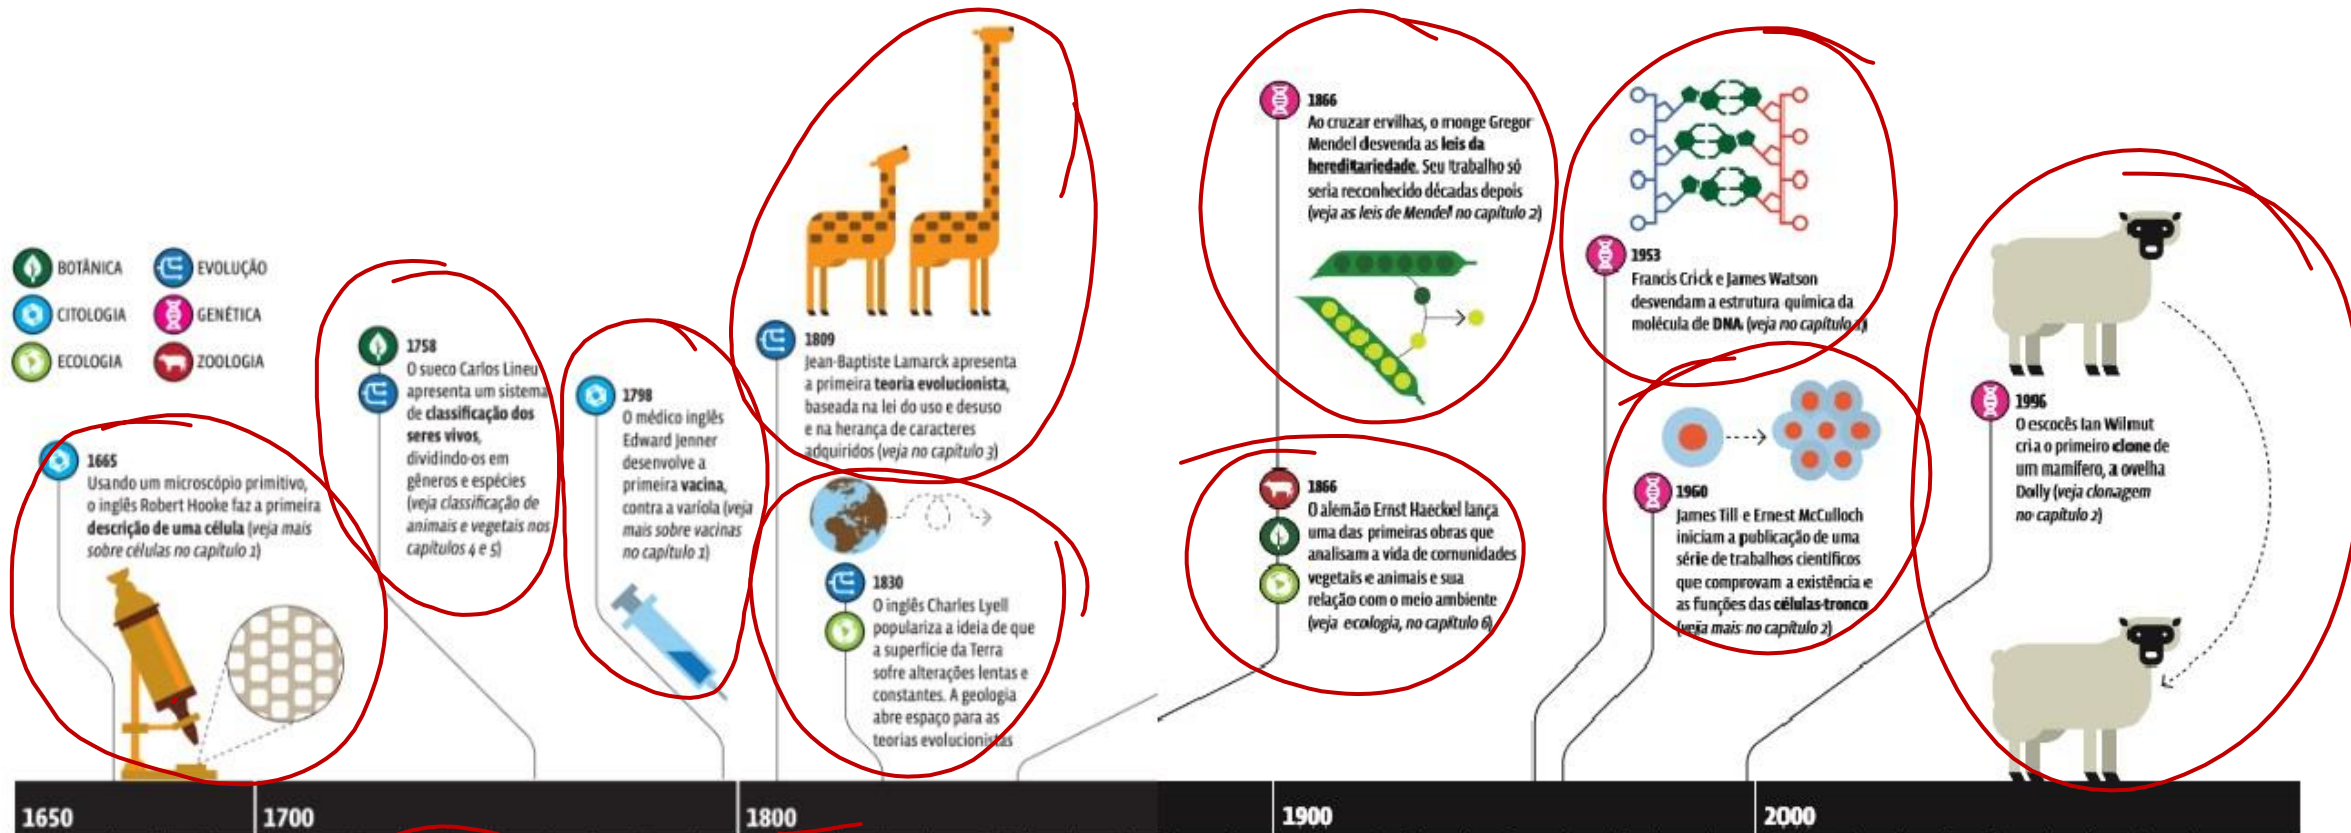 BOTÂNICA
EVOLUÇÃO
CITOLOGIA
GENÉTICA
ECOLOGIA
ZOOLOGIA
1665
Usando um microscópio primitivo,
o inglês Robert Hooke faz a primeira
descrição de uma célula (veja mais
sobre células no capítulo 1)
1758
O sueco Carlos Lineu
apresenta um sistema
de classificação dos
seres vivos,
dividindo-os em
gêneros e espécies
(veja classificação de
animais e vegetais nos
capítulos 4 e 5)
1798
O médico inglês
Edward Jenner
desenvolve a
primeira vacina,
contra a varíola (veja
mais sobre vacinas
no capítulo 1)
1809
Jean-Baptiste Lamarck apresenta
a primeira teoria evolucionista,
baseada na lei do uso e desuso
e na herança de caracteres
adquiridos (veja no capítulo 3)
1830
O inglês Charles Lyell
populariza a ideia de que
a superfície da Terra
sofre alterações lentas e
constantes. A geologia
abre espaço para as
teorias evolucionistas
1866
Ao cruzar ervilhas, o monge Gregor
Mendel desvenda as leis da
hereditariedade. Seu trabalho só
seria reconhecido décadas depois
(veja as leis de Mendel no capítulo 2)
1866
O alemão Ernst Haeckel lança
uma das primeiras obras que
analisam a vida de comunidades
vegetais e animais e sua
relação com o meio ambiente
(veja ecologia, no capítulo 6)
1953
Francis Crick e James Watson
desvendam a estrutura química da
molécula de DNA (veja no capítulo 1)
1960
James Till e Ernest McCulloch
iniciam a publicação de uma
série de trabalhos científicos
que comprovam a existência e
as funções das células-tronco
(veja mais no capítulo 2)
1996
O escocês Ian Wilmut
cria o primeiro clone de
um mamífero, a ovelha
Dolly (veja clonagem
no capítulo 2)
1650
1700
1800
1900
2000